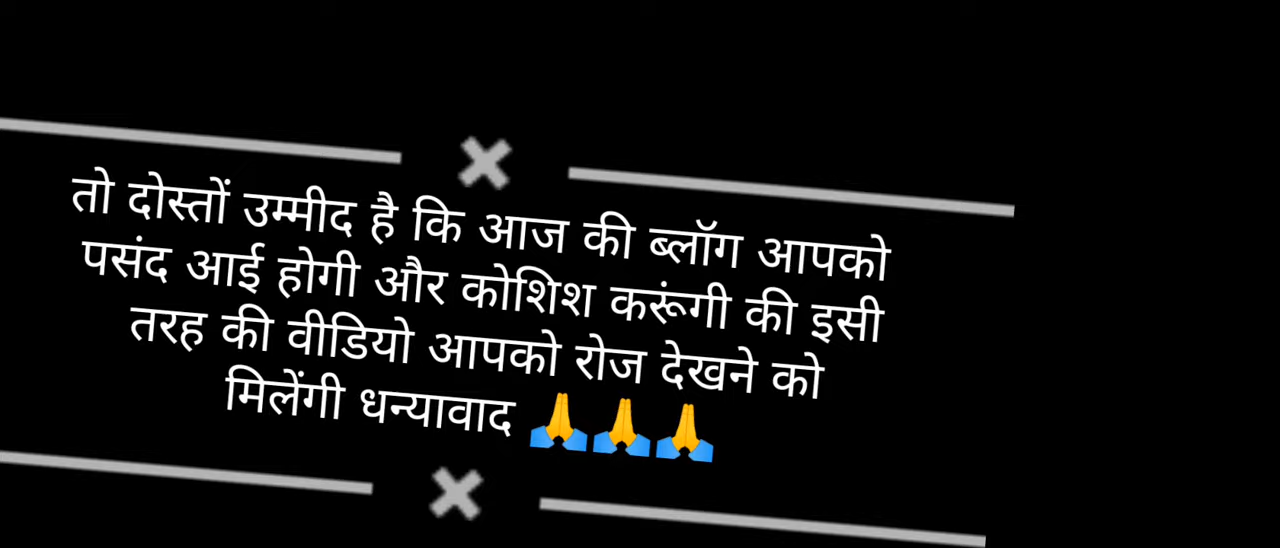 तो दोस्तों उम्मीद है कि आज की ब्लॉग आपको
पसंद आई होगी और कोशिश करूंगी की इसी
तरह की वीडियो आपको रोज देखने को
मिलेंगी धन्यावाद 🙏🙏🙏